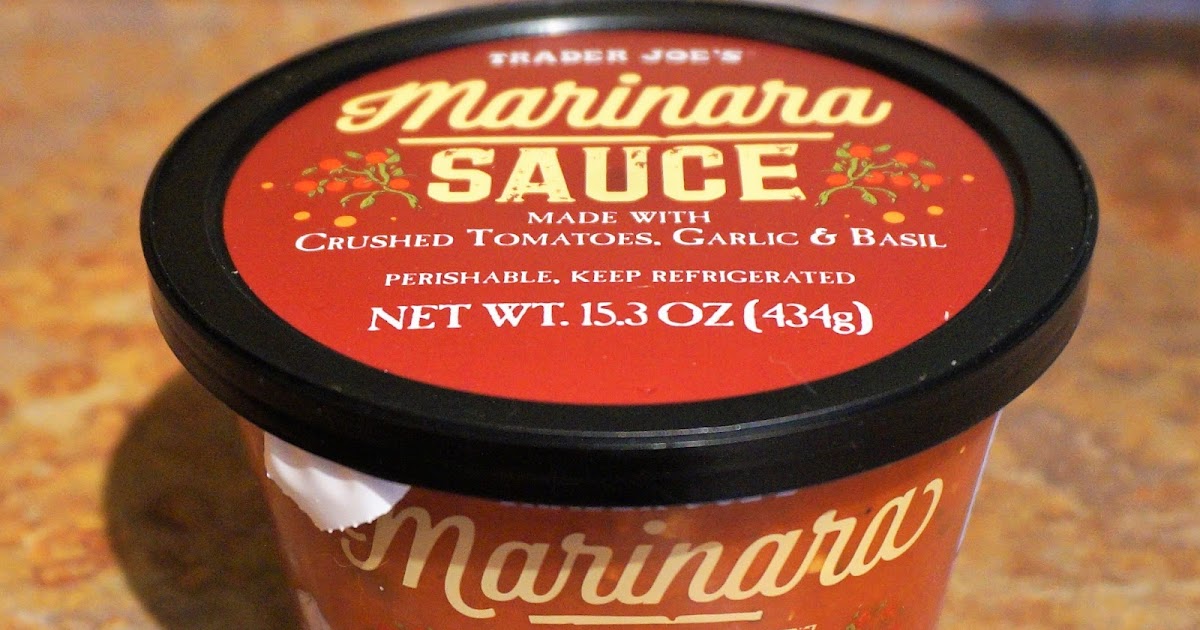 TRADER JOE'S
Marinara
SAUCE
MADE WITH
CRUSHED TOMATOES, GARLIC & BASIL
PERISHABLE, KEEP REFRIGERATED
NET WT. 15.3 OZ (434g)
Marinara